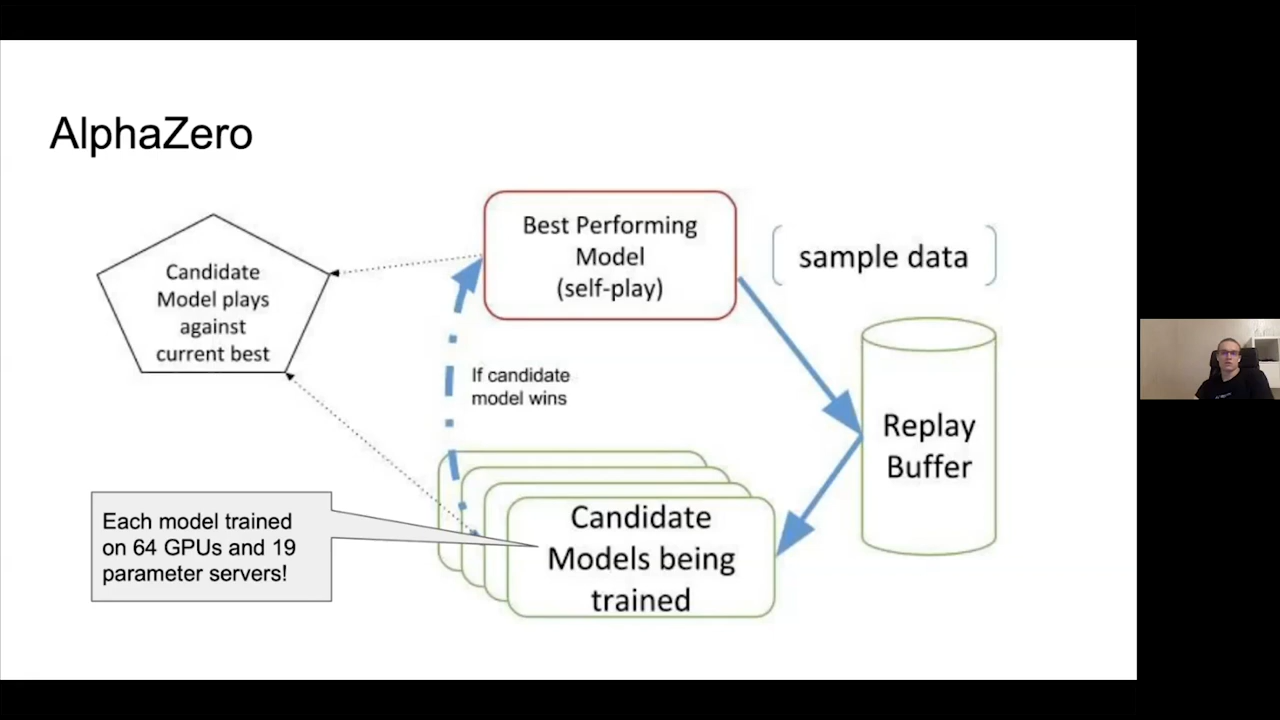 AlphaZero
Candidate
Model plays
against
current best
Best Performing
Model
(self-play)
sample data
If candidate
model wins
Replay
Buffer
Each model trained
on 64 GPUs and 19
parameter servers!
Candidate
Models being
trained